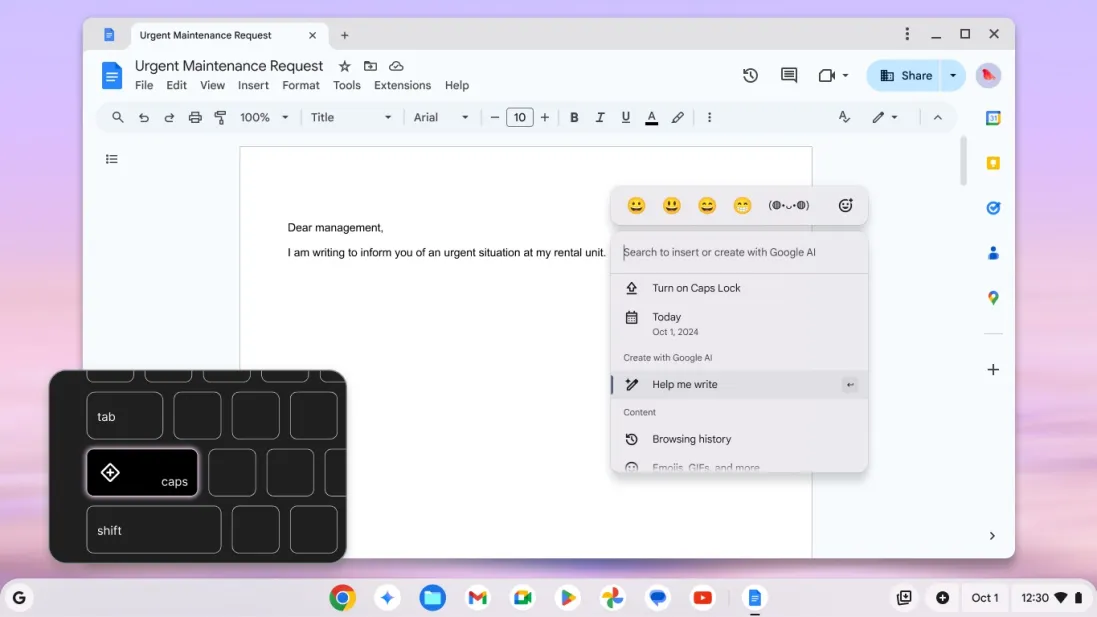 Urgent Maintenance Request
Urgent Maintenance Request
File Edit View Insert Format Tools Extensions Help
Share
100% Title Arial 10 B I U A
31
Dear management,
I am writing to inform you of an urgent situation at my rental unit.
Search to insert or create with Google AI
Turn on Caps Lock
Today
Oct 1, 2024
Create with Google AI
Help me write
Content
Browsing history
Emojis, GIFs, and more
tab
caps
shift
G
Oct 1 12:30